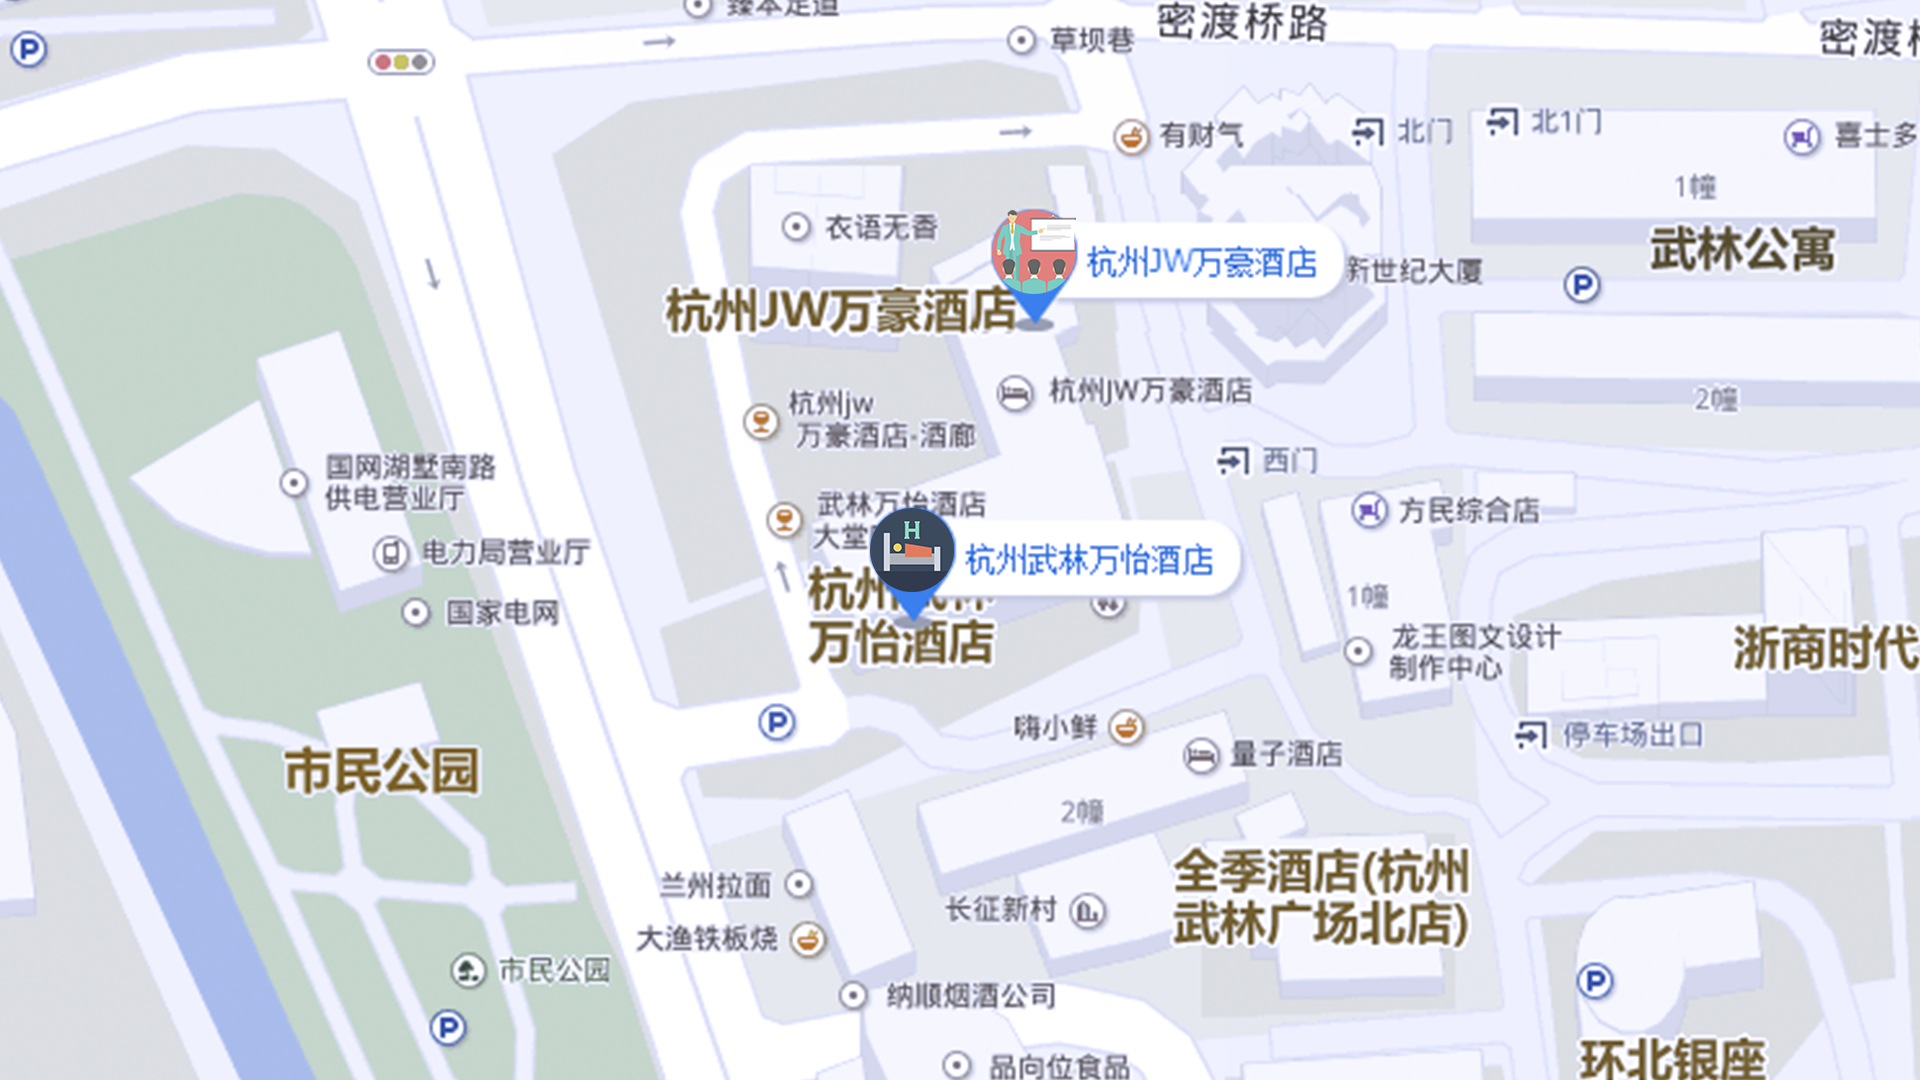 臻本足道
草坝巷
密渡桥路
密渡
P
有财气
北门
北1门
喜士多
1幢
衣语无香
杭州JW万豪酒店
新世纪大厦
武林公寓
P
杭州JW万豪酒店
杭州JW万豪酒店
2幢
杭州jw
万豪酒店·酒廊
国网湖墅南路
供电营业厅
西门
武林万怡酒店
大堂
方民综合店
H
杭州武林万怡酒店
电力局营业厅
杭州武林
万怡酒店
1幢
国家电网
龙王图文设计
制作中心
浙商时代
P
嗨小鲜
量子酒店
停车场出口
市民公园
2幢
兰州拉面
全季酒店(杭州
武林广场北店)
长征新村
大渔铁板烧
市民公园
纳顺烟酒公司
P
P
品向位食品
环北银座